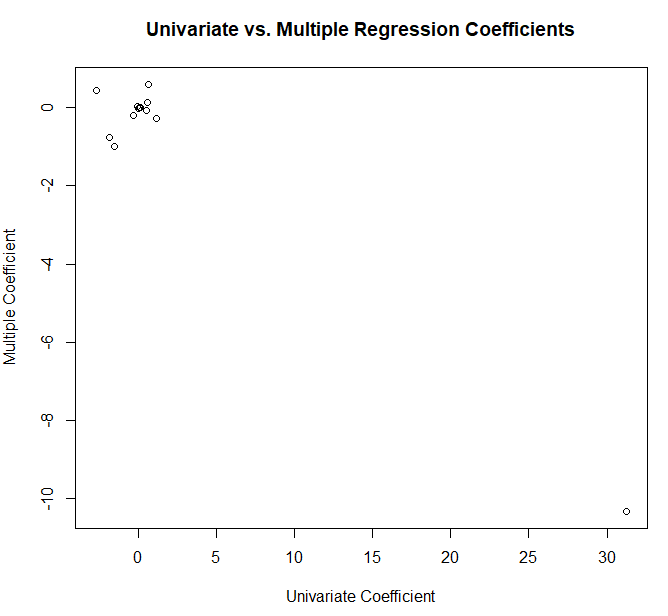 Univariate vs. Multiple Regression Coefficients
0
-2
-4
-6
-8
-10
Multiple Coefficient
0 5 10 15 20 25 30
Univariate Coefficient